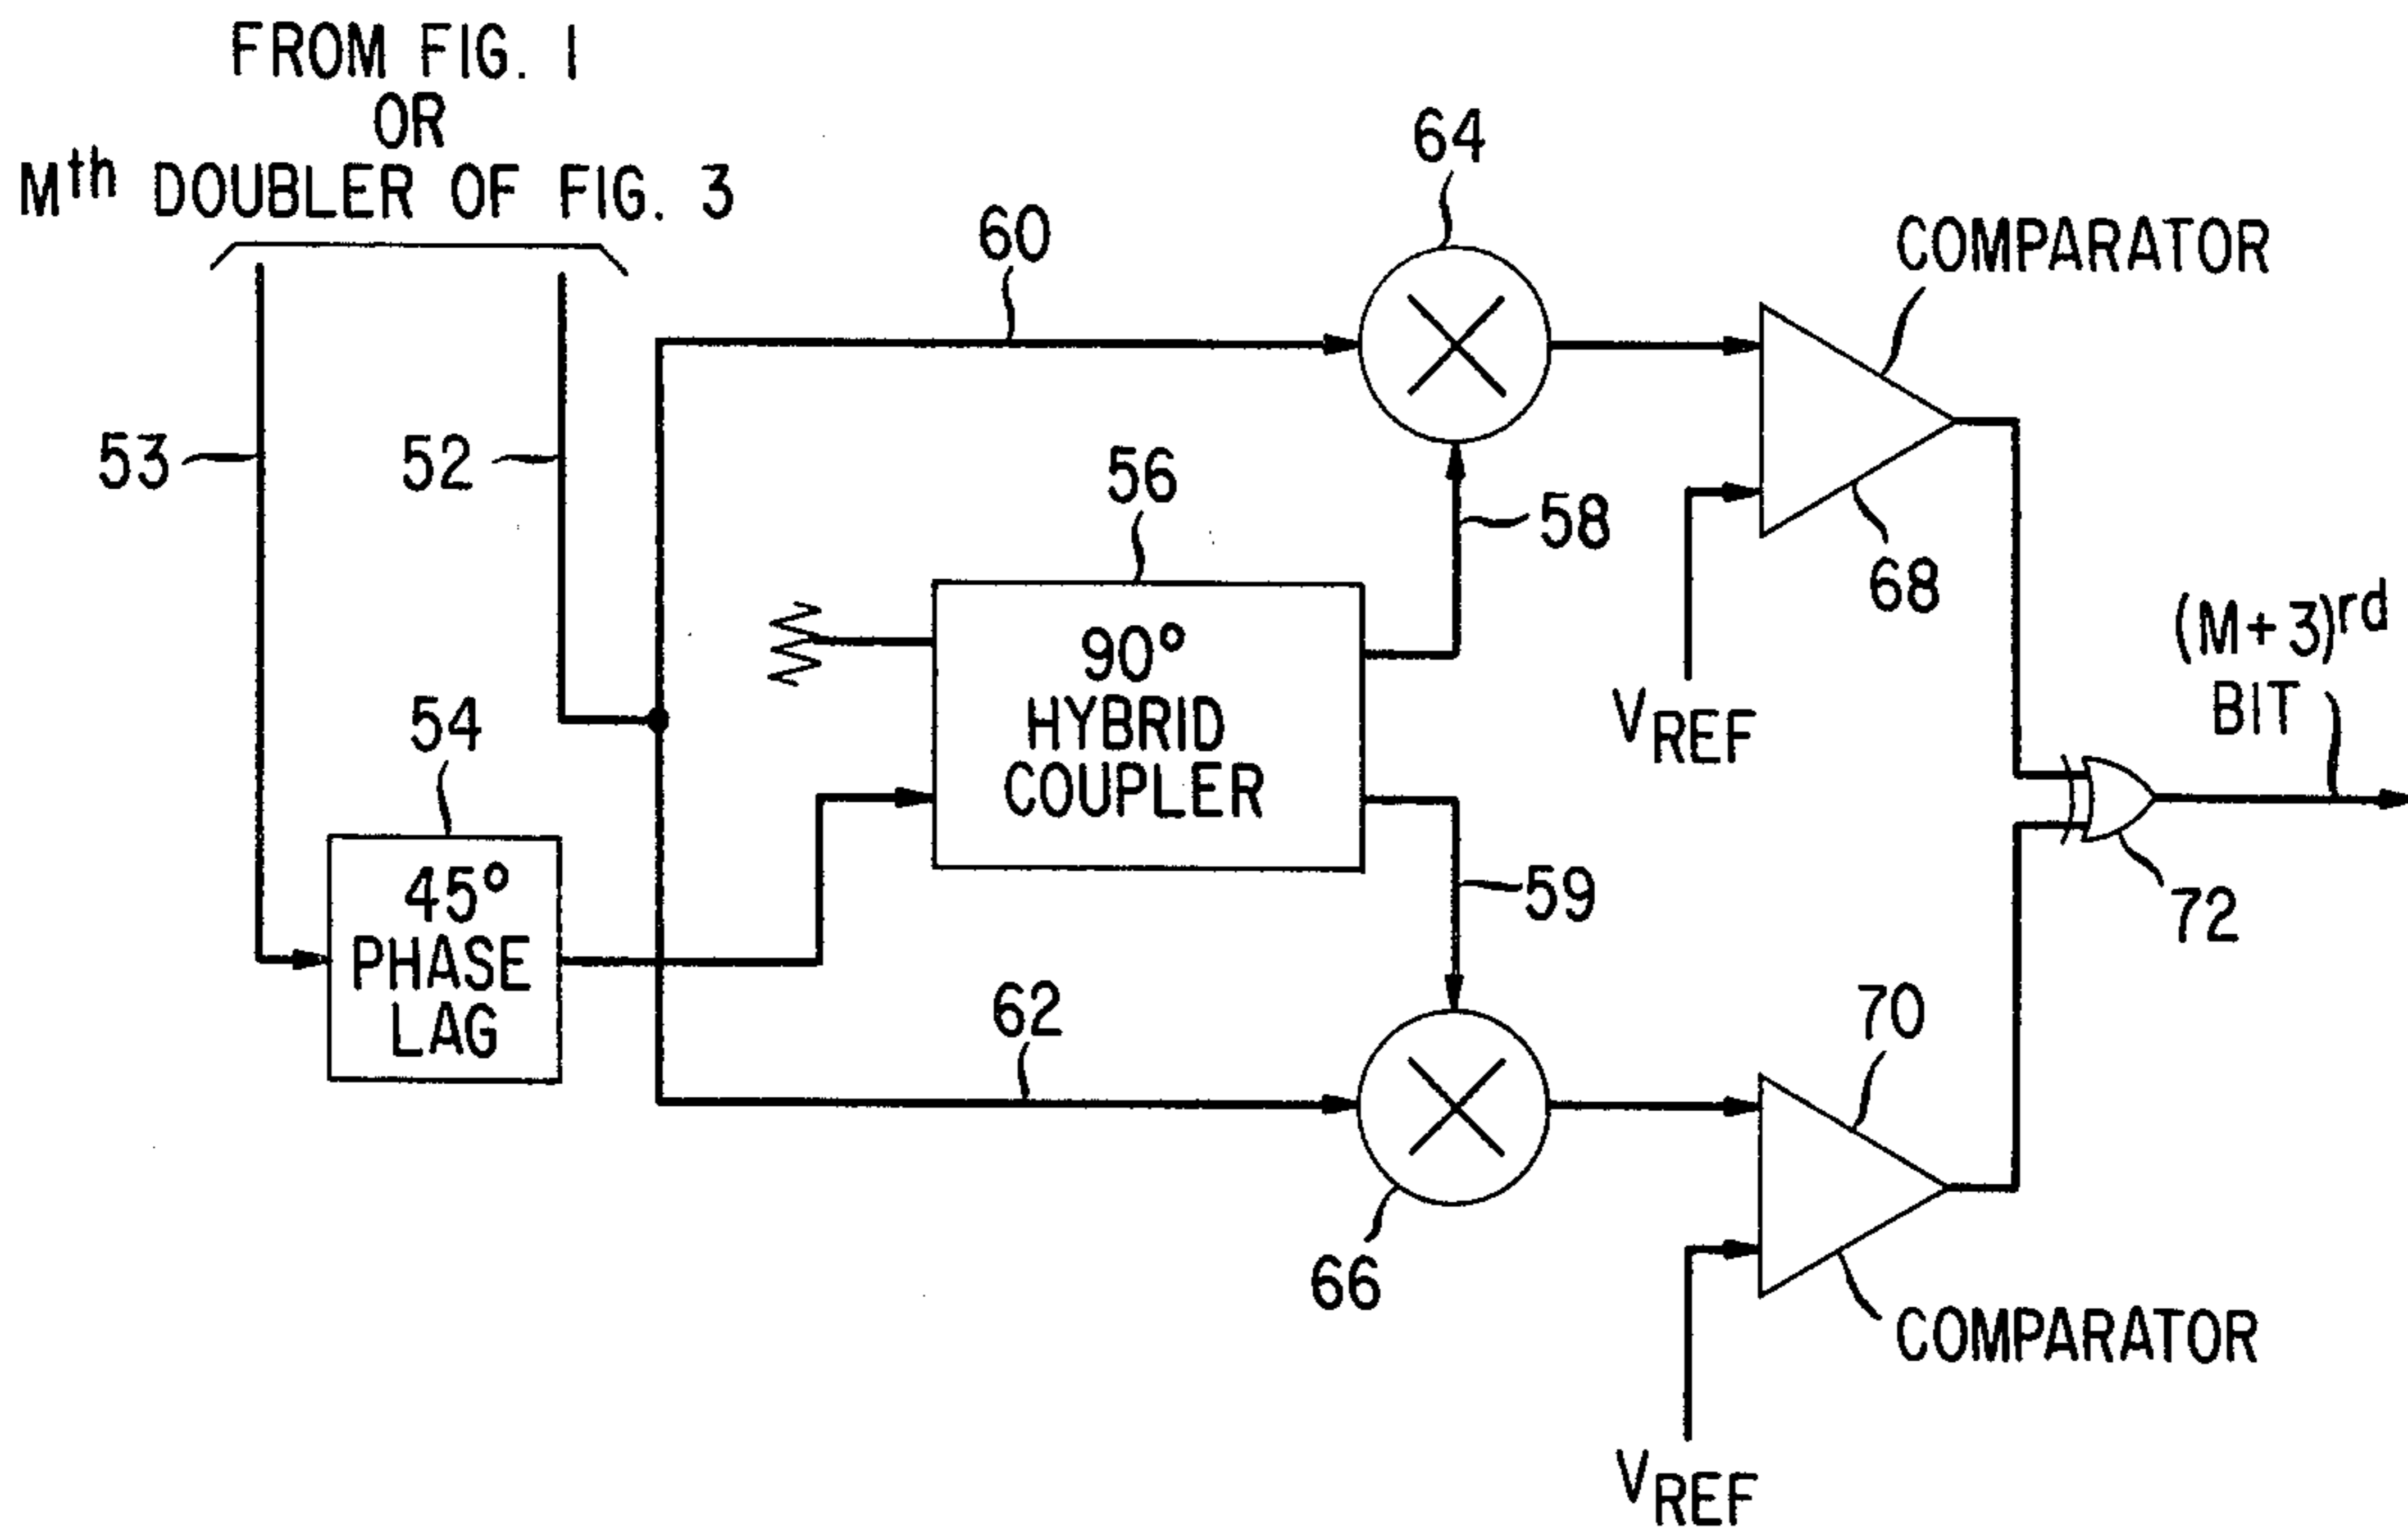 FROM FIG. 1
OR
Mth DOUBLER OF FIG. 3
64
60
COMPARATOR
53
52
56
58
68
90°
HYBRID
COUPLER
(M+3)rd
BIT
VREF
54
45°
PHASE
LAG
59
72
62
70
66
COMPARATOR
VREF